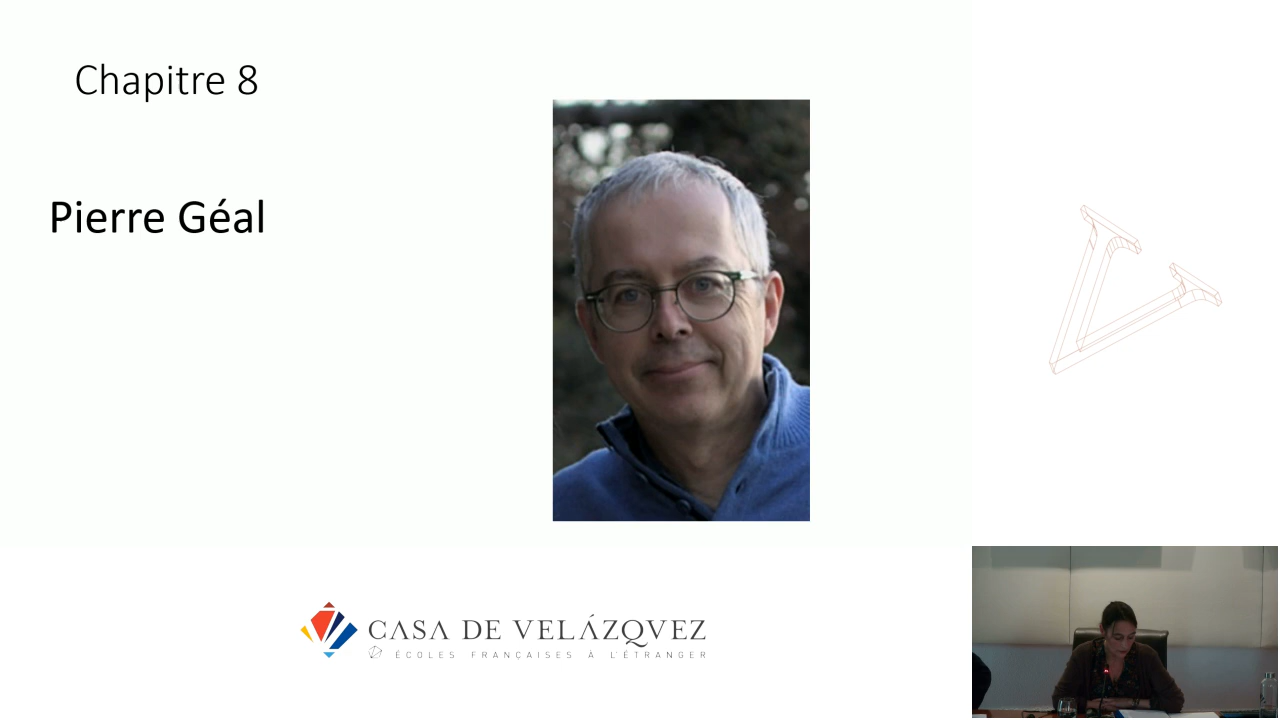 Chapitre 8
Pierre Géal
CASA DE VELÁZQVEZ
ÉCOLES FRANÇAISES À L'ÉTRANGER